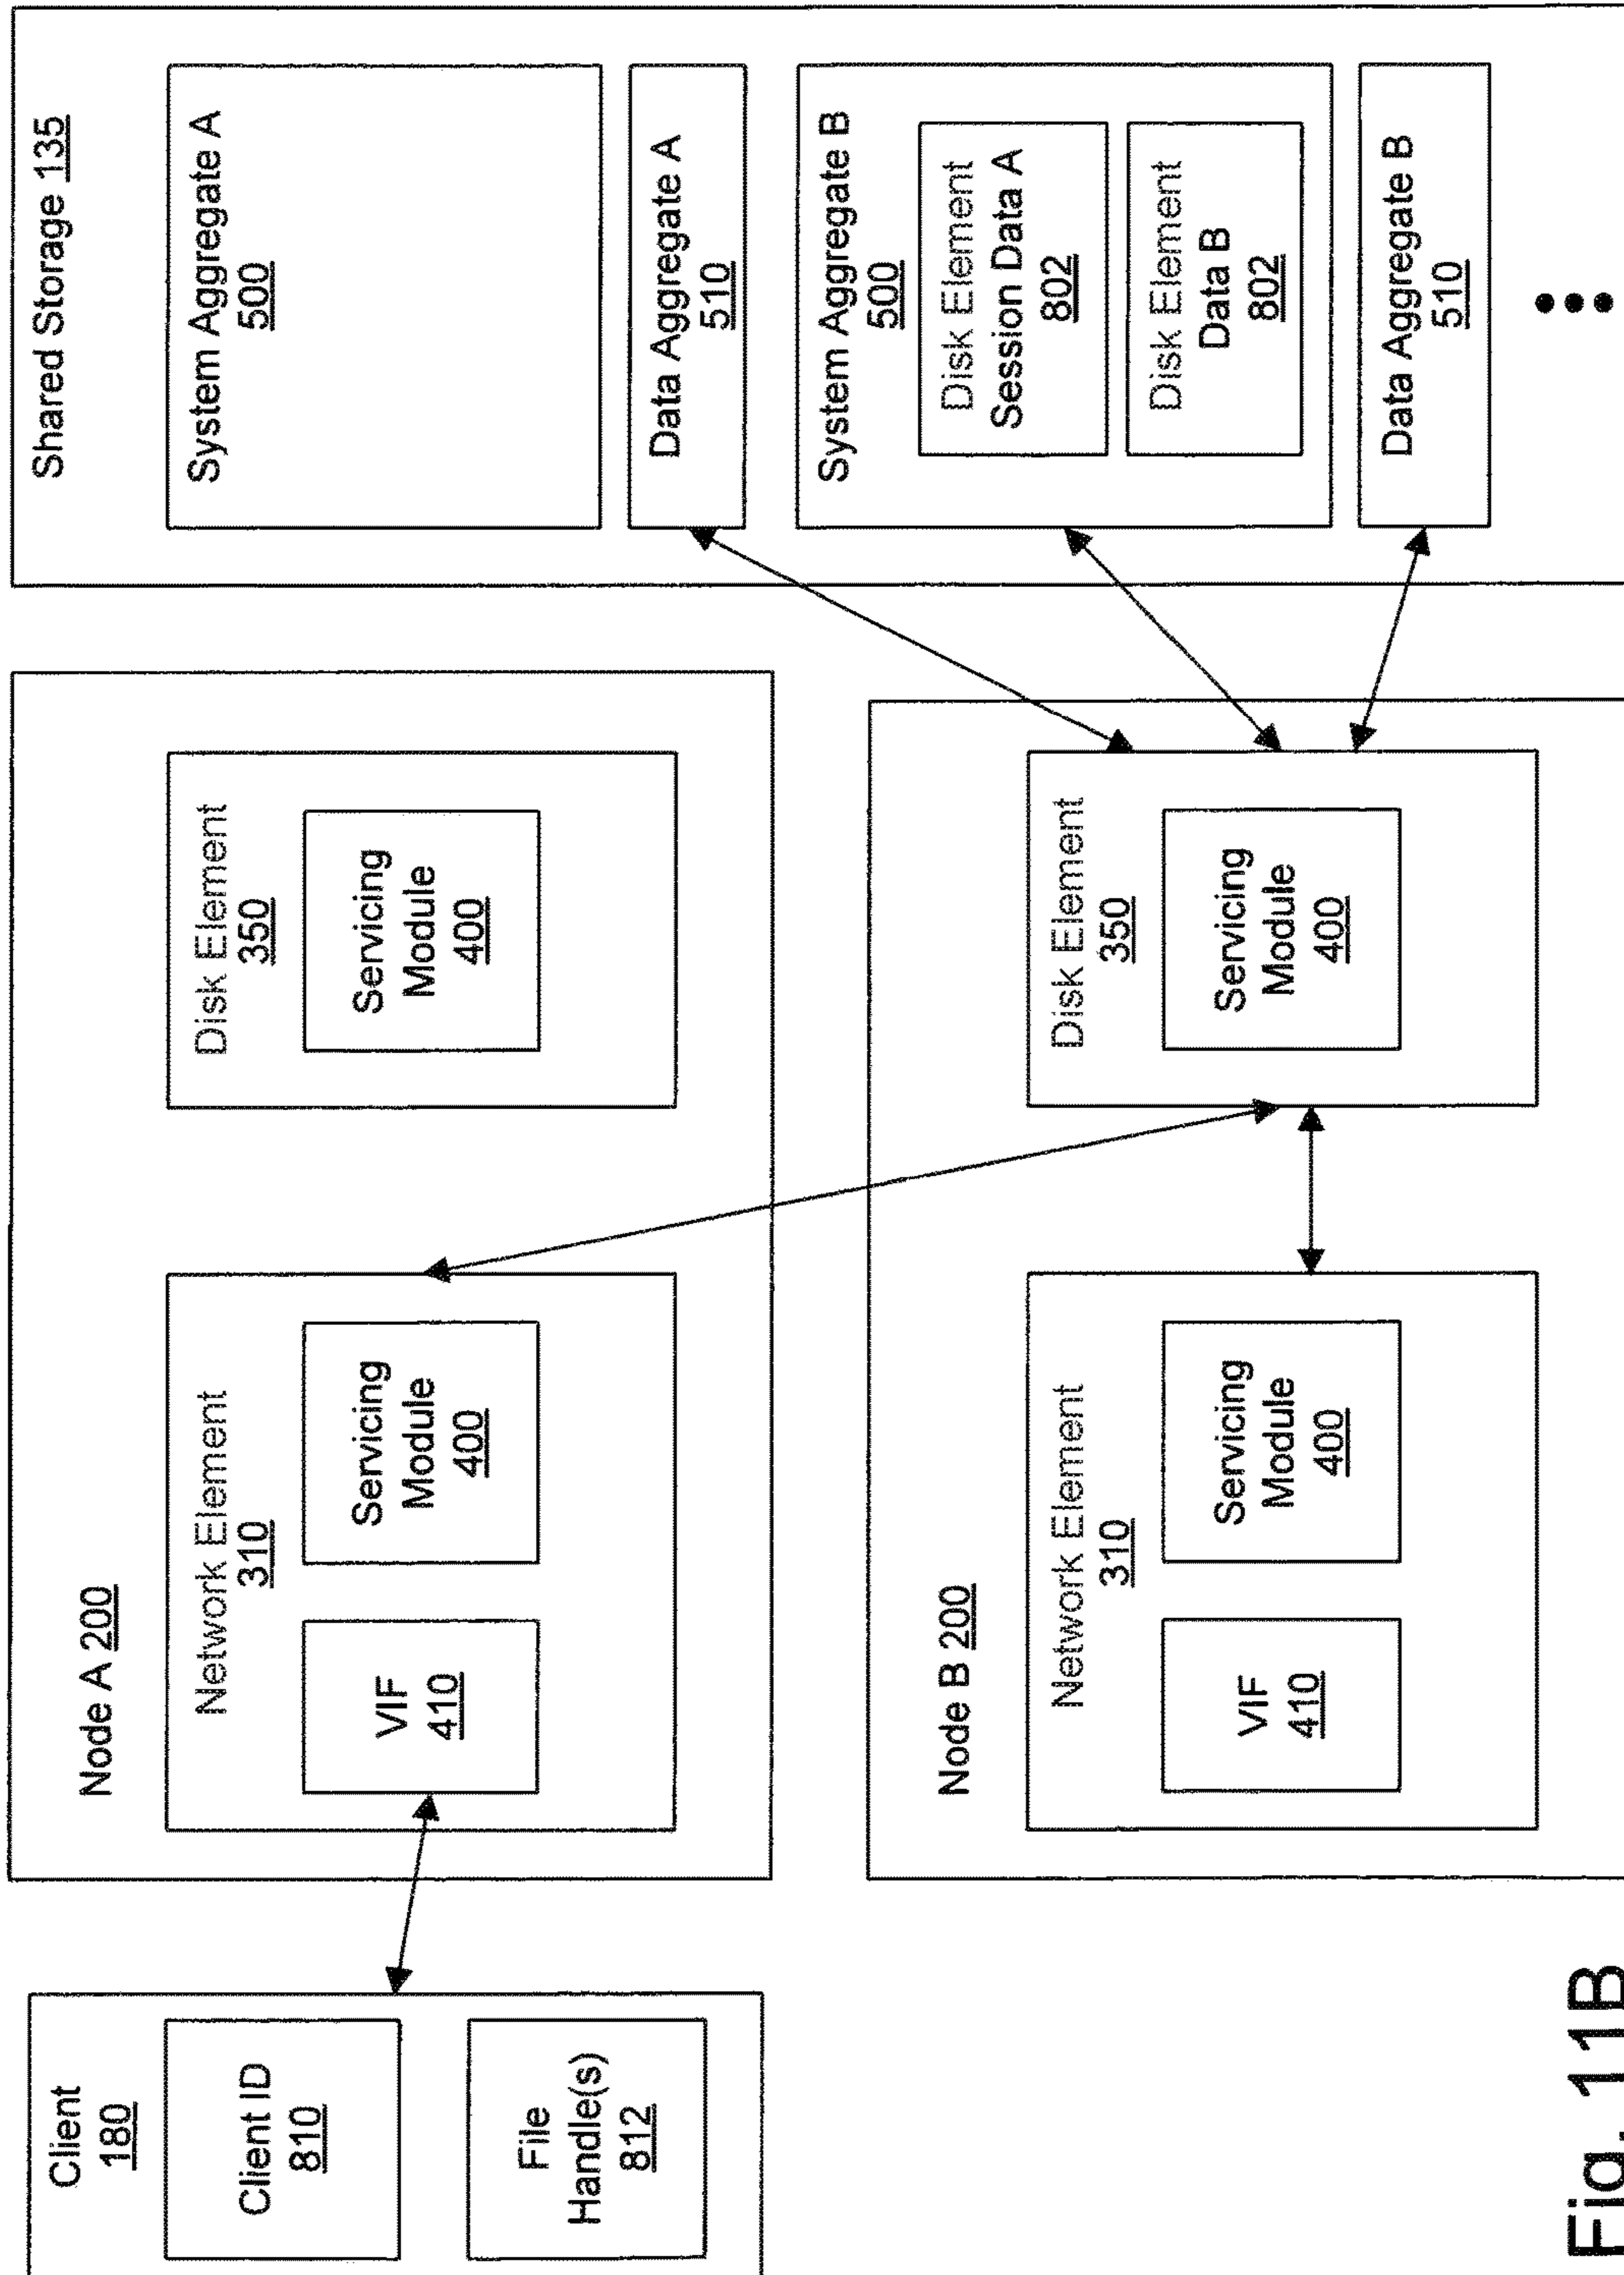 Client
180
Client ID
810
File
Handle(s)
812
Node A 200
Network Element
310
VIF
410
Servicing
Module
400
Disk Element
350
Servicing
Module
400
Node B 200
Network Element
310
VIF
410
Servicing
Module
400
Disk Element
350
Servicing
Module
400
Shared Storage 135
System Aggregate A
500
Data Aggregate A
510
System Aggregate B
500
Disk Element
Session Data A
802
Disk Element
Data B
802
Data Aggregate B
510
Fig. 11B